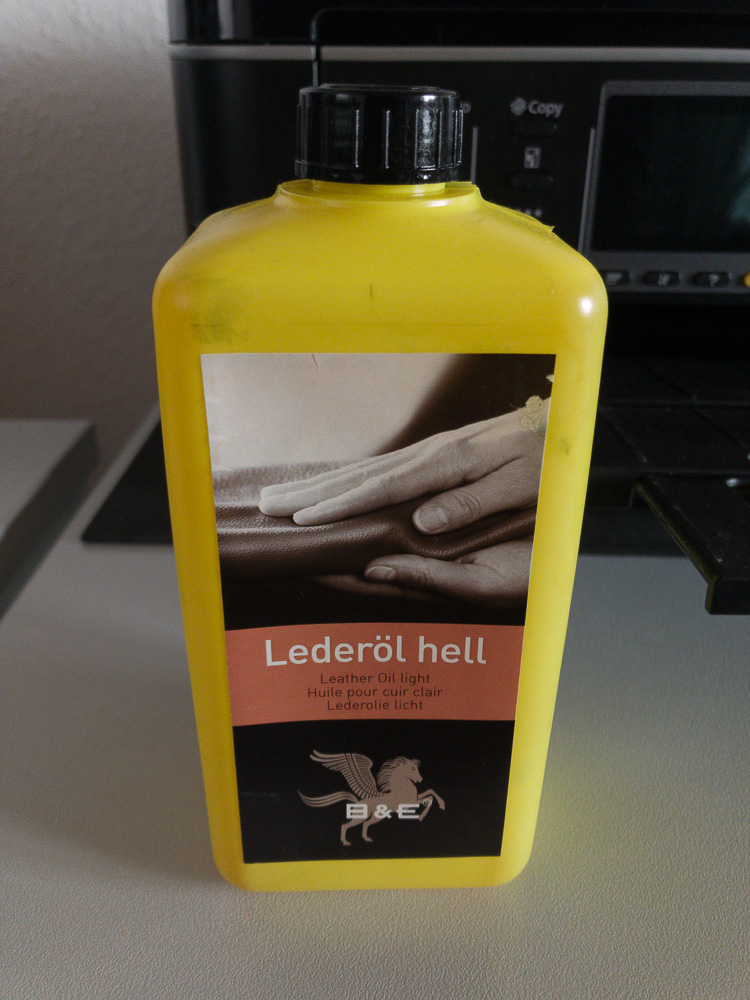 Copy
Lederöl hell
Leather Oil light
Huile pour cuir clair
Lederolie licht
B & E